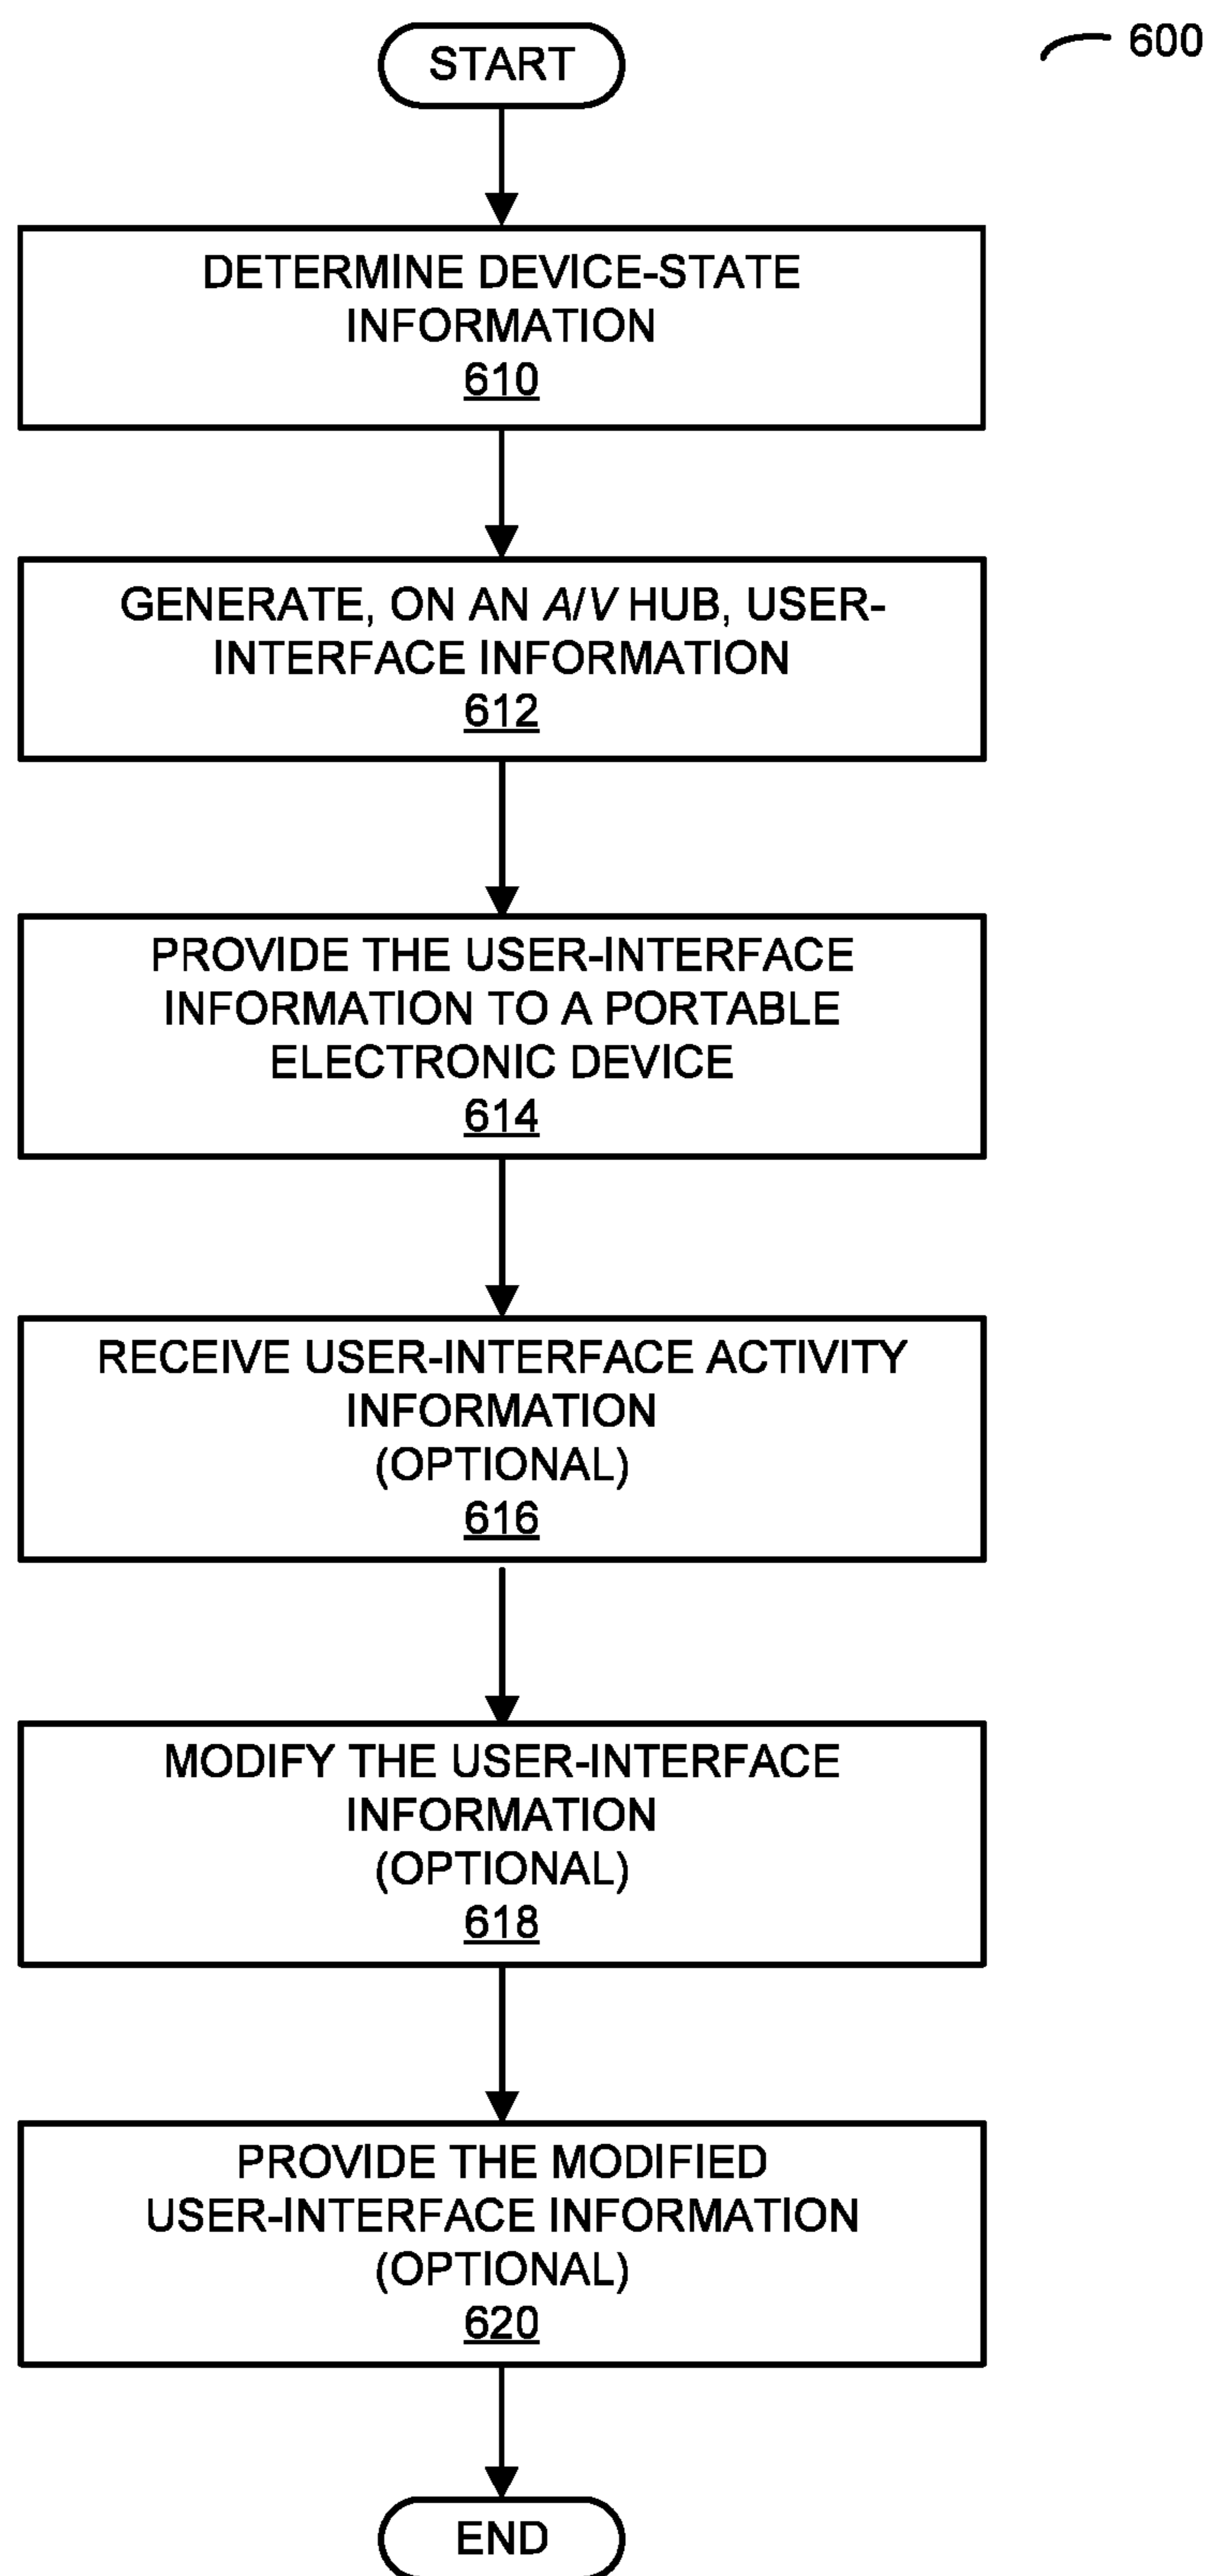 START
600
DETERMINE DEVICE-STATE
INFORMATION
610
GENERATE, ON AN A/V HUB, USER-
INTERFACE INFORMATION
612
PROVIDE THE USER-INTERFACE
INFORMATION TO A PORTABLE
ELECTRONIC DEVICE
614
RECEIVE USER-INTERFACE ACTIVITY
INFORMATION
(OPTIONAL)
616
MODIFY THE USER-INTERFACE
INFORMATION
(OPTIONAL)
618
PROVIDE THE MODIFIED
USER-INTERFACE INFORMATION
(OPTIONAL)
620
END